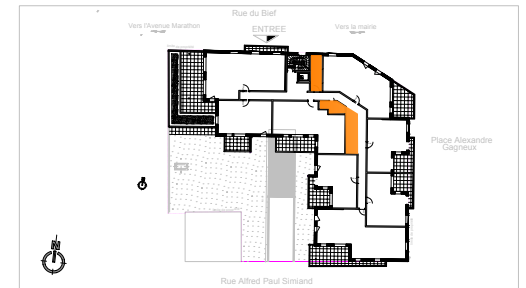 Rue du Bief
Vers l'Avenue Marathon
ENTREE
Vers la mairie
Place Alexandre
Gagneux
N
Rue Alfred Paul Simiand